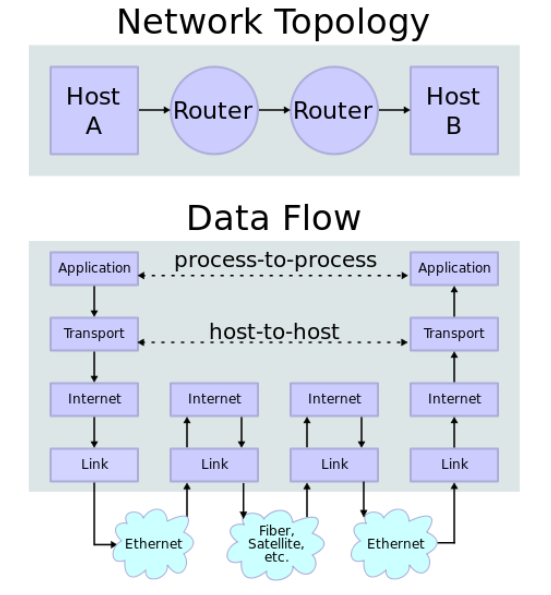 Network Topology
Host
A
Router
Router
Host
B
Data Flow
Application
process-to-process
Application
Transport
host-to-host
Transport
Internet
Internet
Internet
Internet
Link
Link
Link
Link
Ethernet
Fiber,
Satellite,
etc.
Ethernet